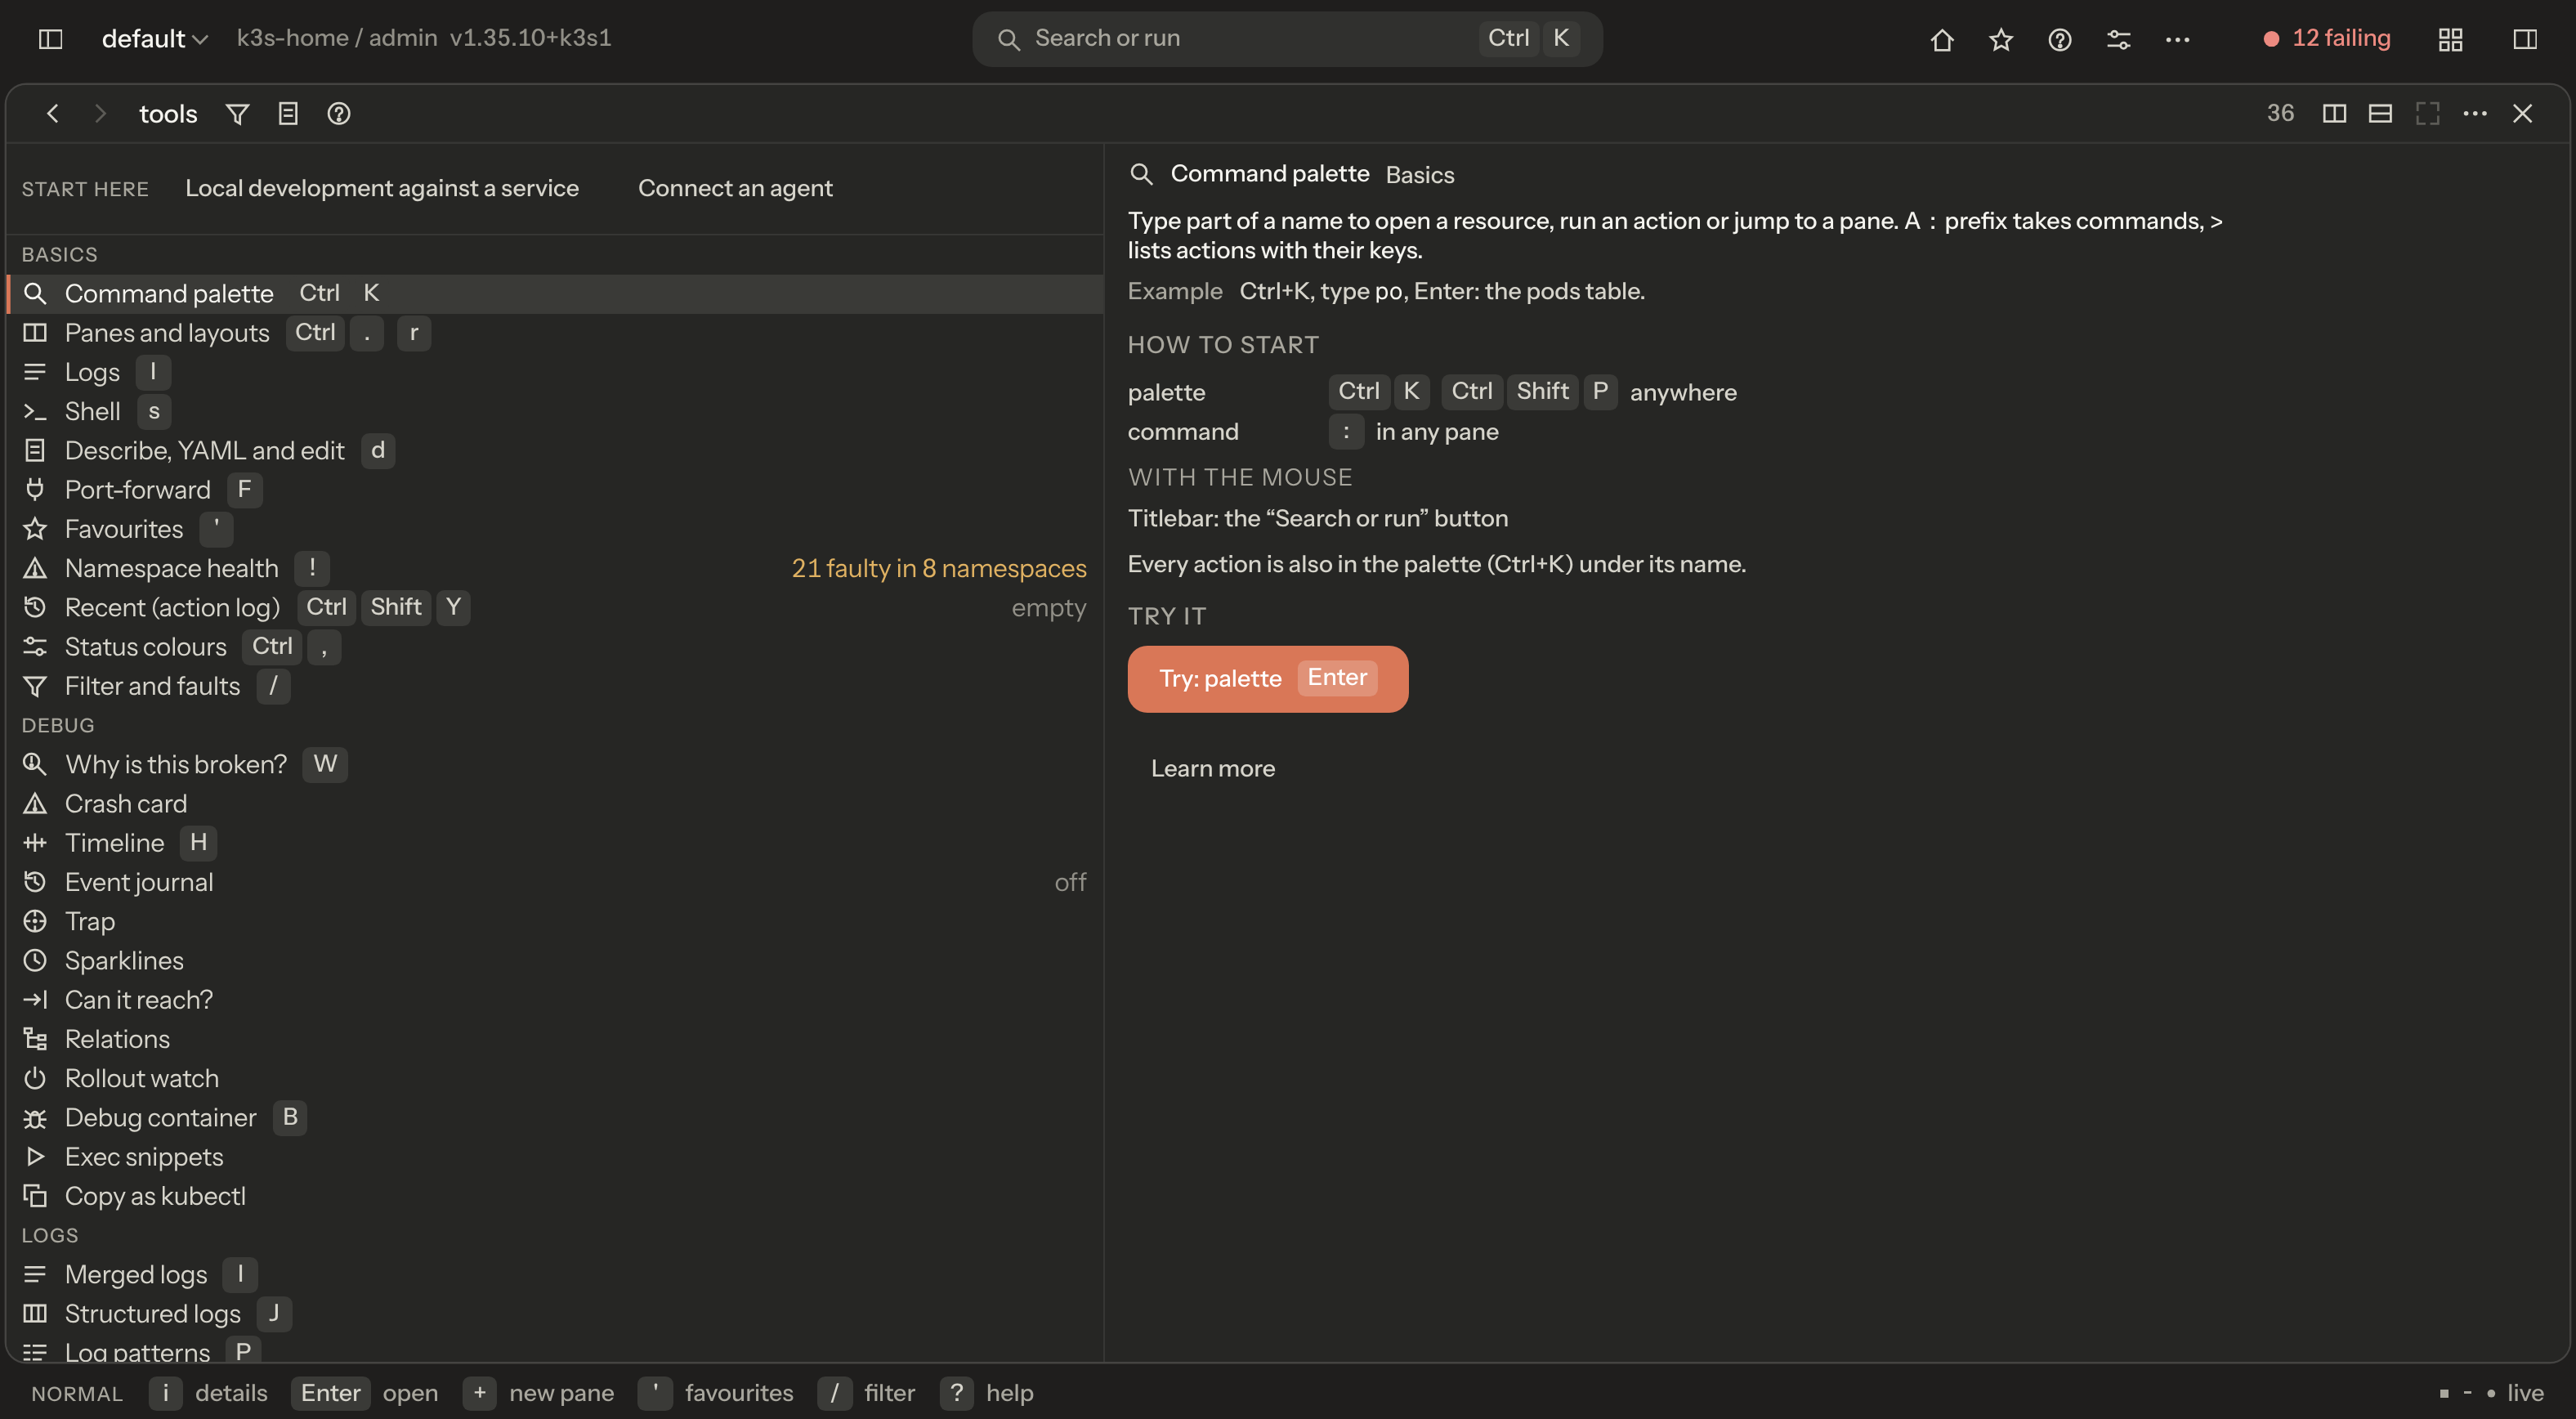 default k3s-home / admin v1.35.10+k3s1 Search or run Ctrl K 12 failing
tools 36
START HERE Local development against a service Connect an agent
BASICS
Command palette Ctrl K
Panes and layouts Ctrl . r
Logs l
Shell s
Describe, YAML and edit d
Port-forward F
Favourites '
Namespace health ! 21 faulty in 8 namespaces
Recent (action log) Ctrl Shift Y empty
Status colours Ctrl ,
Filter and faults /
DEBUG
Why is this broken? W
Crash card
Timeline H
Event journal off
Trap
Sparklines
Can it reach?
Relations
Rollout watch
Debug container B
Exec snippets
Copy as kubectl
LOGS
Merged logs l
Structured logs J
Log patterns P
Command palette Basics
Type part of a name to open a resource, run an action or jump to a pane. A : prefix takes commands, >
lists actions with their keys.
Example Ctrl+K, type po, Enter: the pods table.
HOW TO START
palette Ctrl K Ctrl Shift P anywhere
command : in any pane
WITH THE MOUSE
Titlebar: the “Search or run” button
Every action is also in the palette (Ctrl+K) under its name.
TRY IT
Try: palette Enter
Learn more
NORMAL i details Enter open + new pane ' favourites / filter ? help - live